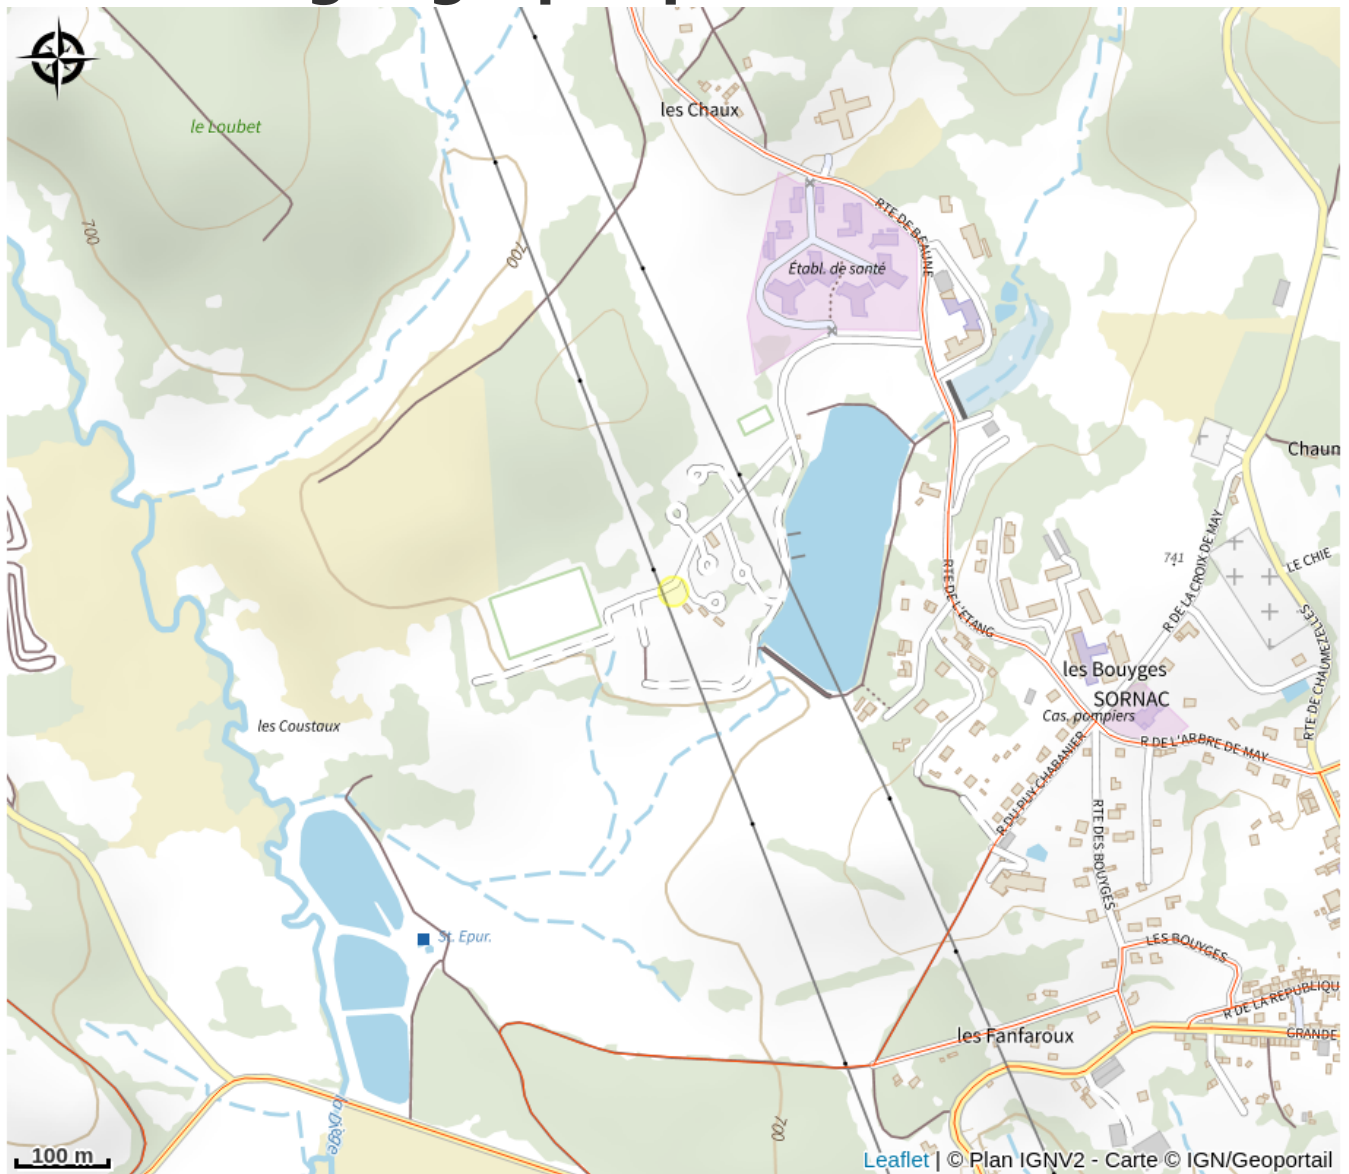 les Chaux
le Loubet
700
RTE DE BEAUNE
700
Établ. de santé
Chaum
R DE LA CROIX DE MAY
741
LE CHIE
RTE DE L'ETANG
RTE DE CHAUMEZELLES
les Bouyges
SORNAC
Cas. pompiers
les Coustaux
R DE L'ARBRE DE MAY
R DU PUY CHABANIER
RTE DES BOUYGES
St. Epur.
LES BOUYGES
R DE LA REPUBLIQU
les Fanfaroux
GRANDE
la Diège
700
100 m
Leaflet | © Plan IGNV2 - Carte © IGN/Geoportail